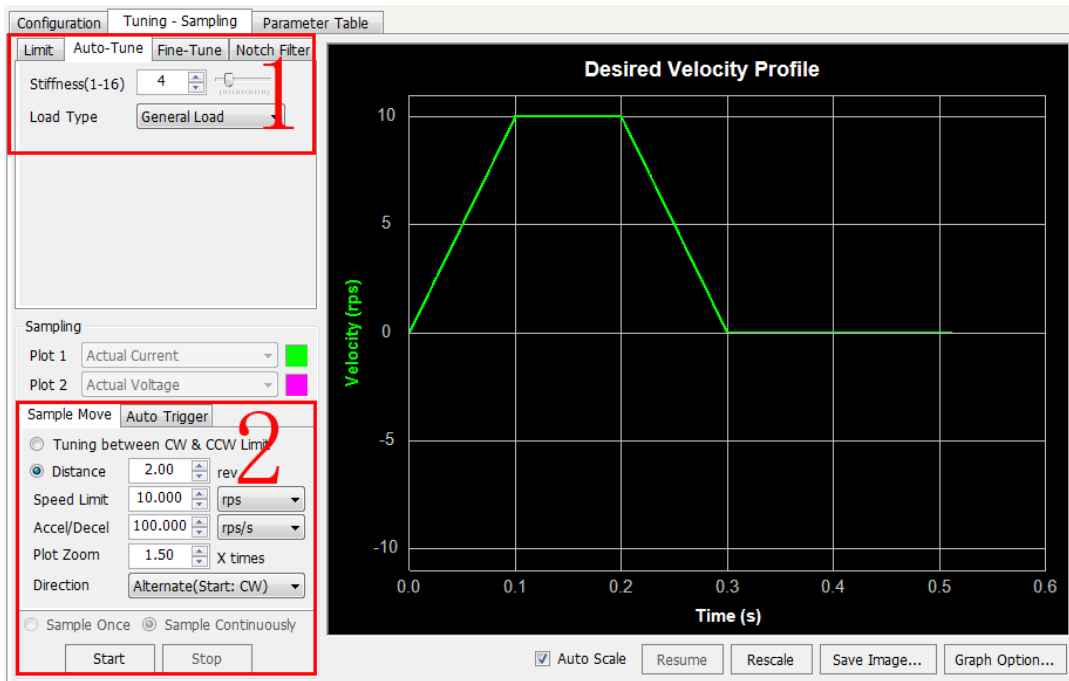 Configuration Tuning - Sampling Parameter Table
Limit Auto-Tune Fine-Tune Notch Filter
1
Stiffness(1-16) 4
Load Type General Load
Sampling
Plot 1 Actual Current
Plot 2 Actual Voltage
Sample Move Auto Trigger
2
Tuning between CW & CCW Limit
Distance 2.00 rev
Speed Limit 10.000 rps
Accel/Decel 100.000 rps/s
Plot Zoom 1.50 X times
Direction Alternate(Start: CW)
Sample Once Sample Continuously
Start Stop
Desired Velocity Profile
Velocity (rps)
10
5
0
-5
-10
0.0 0.1 0.2 0.3 0.4 0.5 0.6
Time (s)
Auto Scale Resume Rescale Save Image... Graph Option...